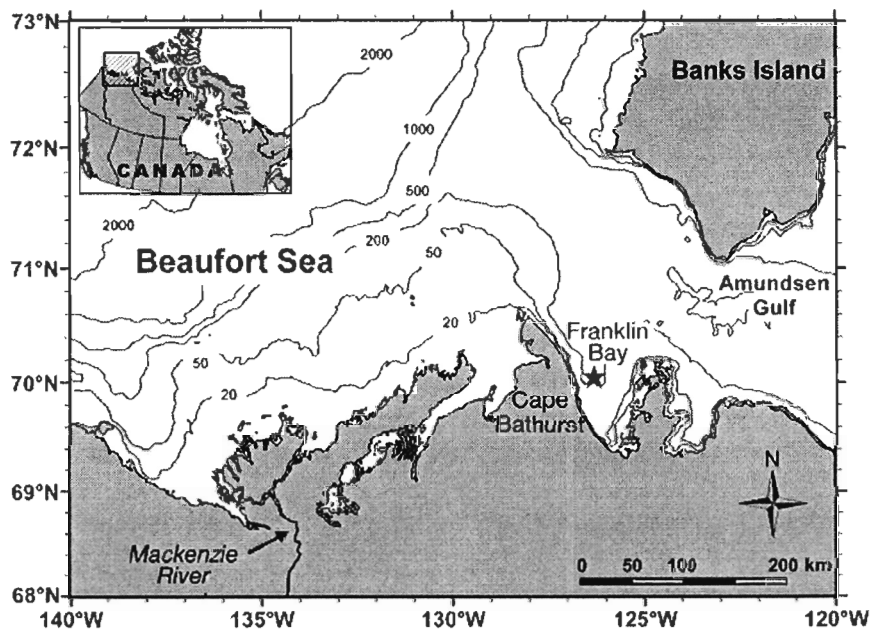 73°N
72°N
71°N
70°N
69°N
68°N
140°W
135°W
130°W
125°W
120°W
CANADA
2000
1000
500
200
50
20
2000
50
20
Banks Island
Beaufort Sea
Amundsen
Gulf
Franklin
Bay
Cape
Bathurst
Mackenzie
River
N
0 50 100 200 km